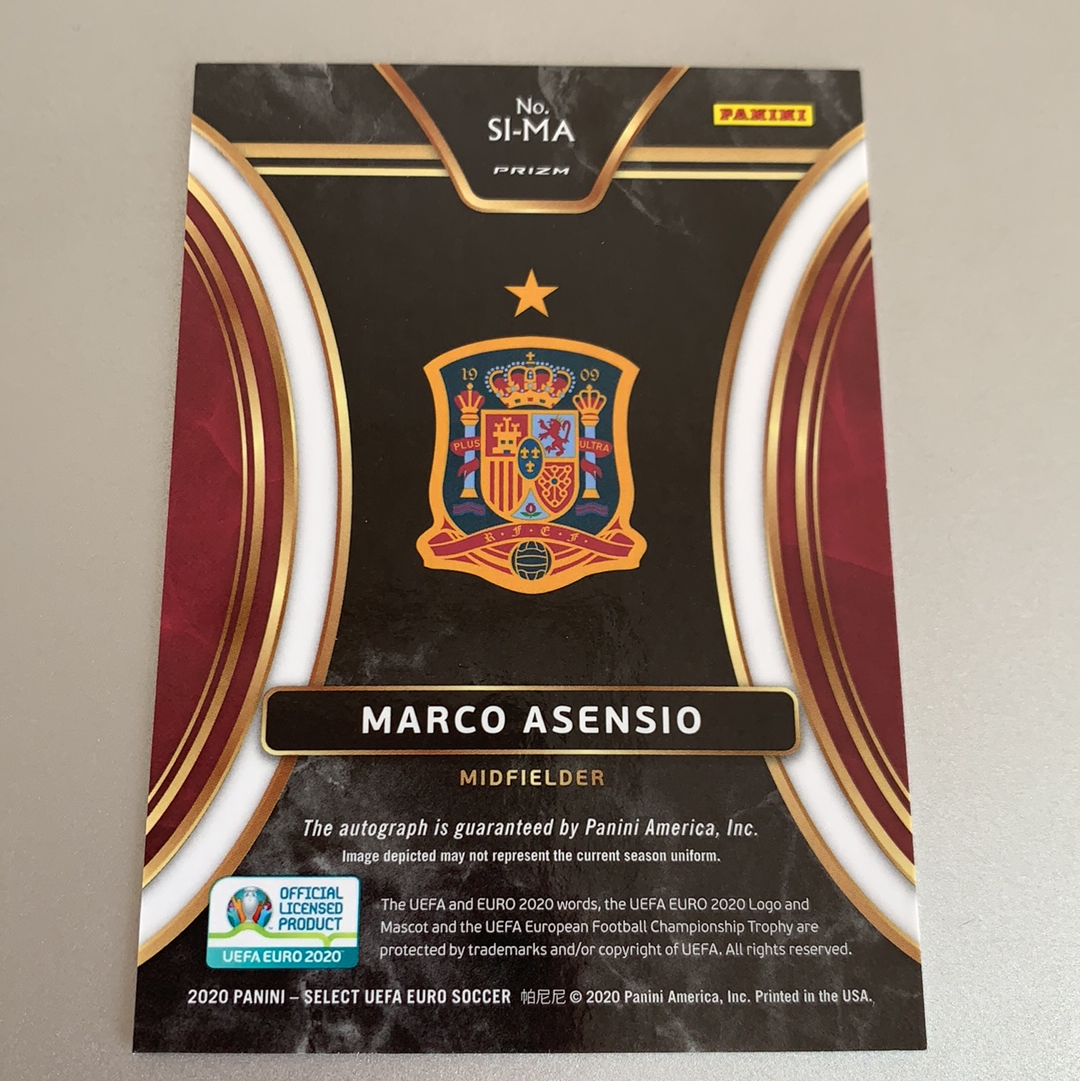 No.
SI-MA
PRIZM
PANINI
19 09
PLUS ULTRA
R·F·E·F·
MARCO ASENSIO
MIDFIELDER
The autograph is guaranteed by Panini America, Inc.
Image depicted may not represent the current season uniform.
OFFICIAL
LICENSED
PRODUCT
UEFA EURO 2020
The UEFA and EURO 2020 words, the UEFA EURO 2020 Logo and
Mascot and the UEFA European Football Championship Trophy are
protected by trademarks and/or copyright of UEFA. All rights reserved.
2020 PANINI – SELECT UEFA EURO SOCCER 帕尼尼 © 2020 Panini America, Inc. Printed in the USA.